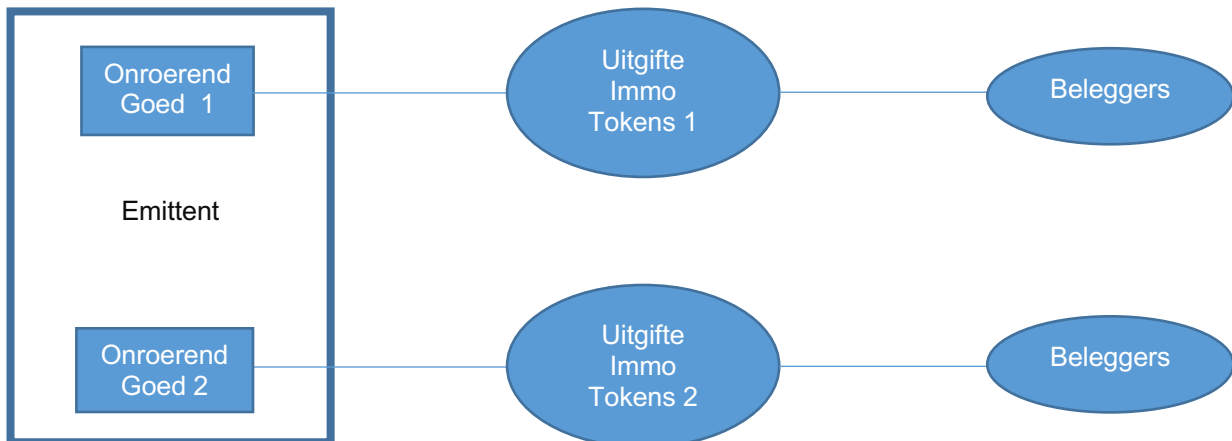 Onroerend
Goed 1
Uitgifte
Immo
Tokens 1
Beleggers
Emittent
Onroerend
Goed 2
Uitgifte
Immo
Tokens 2
Beleggers